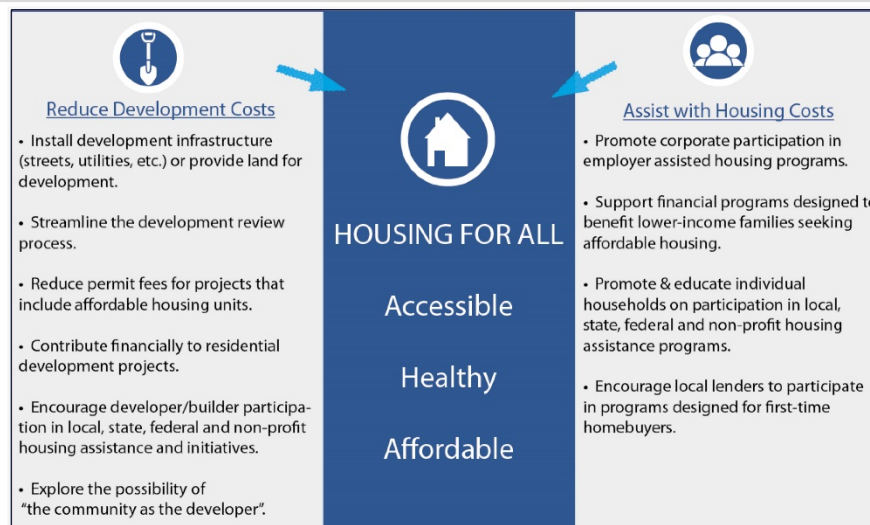 Reduce Development Costs
• Install development infrastructure
(streets, utilities, etc.) or provide land for
development.
• Streamline the development review
process.
• Reduce permit fees for projects that
include affordable housing units.
• Contribute financially to residential
development projects.
• Encourage developer/builder participa-
tion in local, state, federal and non-profit
housing assistance and initiatives.
• Explore the possibility of
“the community as the developer”.
HOUSING FOR ALL
Accessible
Healthy
Affordable
Assist with Housing Costs
• Promote corporate participation in
employer assisted housing programs.
• Support financial programs designed to
benefit lower-income families seeking
affordable housing.
• Promote & educate individual
households on participation in local,
state, federal and non-profit housing
assistance programs.
• Encourage local lenders to participate
in programs designed for first-time
homebuyers.